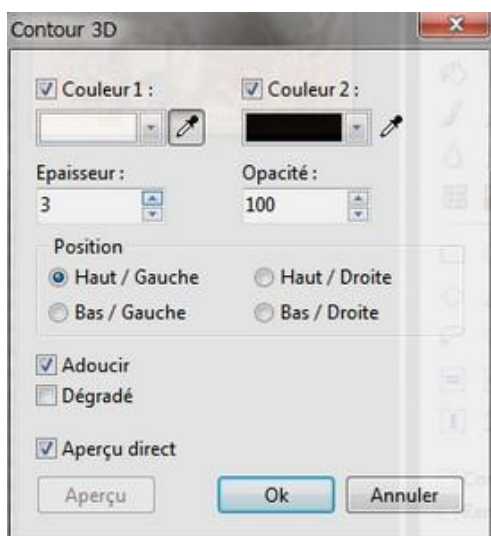 Contour 3D
Couleur 1 : Couleur 2 :
Epaisseur : Opacité :
3 100
Position
Haut / Gauche Haut / Droite
Bas / Gauche Bas / Droite
Adoucir
Dégradé
Aperçu direct
Aperçu Ok Annuler